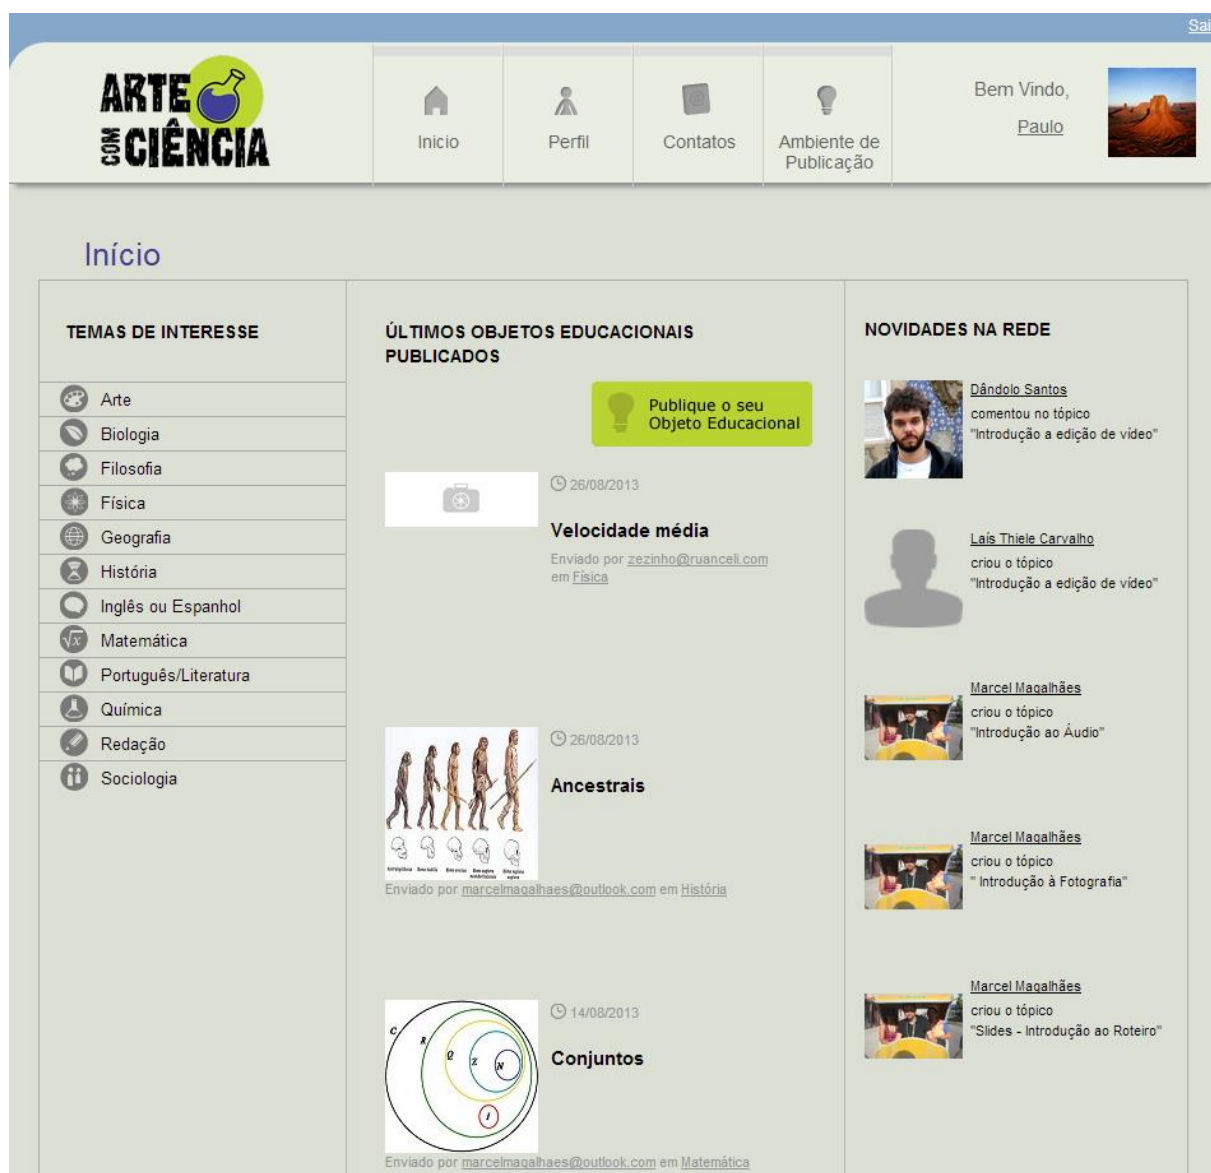 Sai
ARTE
COM CIÊNCIA
Inicio
Perfil
Contatos
Ambiente de
Publicação
Bem Vindo,
Paulo
Início
TEMAS DE INTERESSE
Arte
Biologia
Filosofia
Física
Geografia
História
Inglês ou Espanhol
Matemática
Português/Literatura
Química
Redação
Sociologia
ÚLTIMOS OBJETOS EDUCACIONAIS
PUBLICADOS
Publique o seu
Objeto Educacional
26/08/2013
Velocidade média
Enviado por zezinho@ruanceli.com
em Física
26/08/2013
Ancestrais
Enviado por marcelmagalhaes@outlook.com em História
14/08/2013
Conjuntos
C
R
Q
Z
N
I
Enviado por marcelmagalhaes@outlook.com em Matemática
NOVIDADES NA REDE
Dândolo Santos
comentou no tópico
"Introdução a edição de vídeo"
Laís Thiele Carvalho
criou o tópico
"Introdução a edição de vídeo"
Marcel Magalhães
criou o tópico
"Introdução ao Áudio"
Marcel Magalhães
criou o tópico
" Introdução à Fotografia"
Marcel Magalhães
criou o tópico
"Slides - Introdução ao Roteiro"